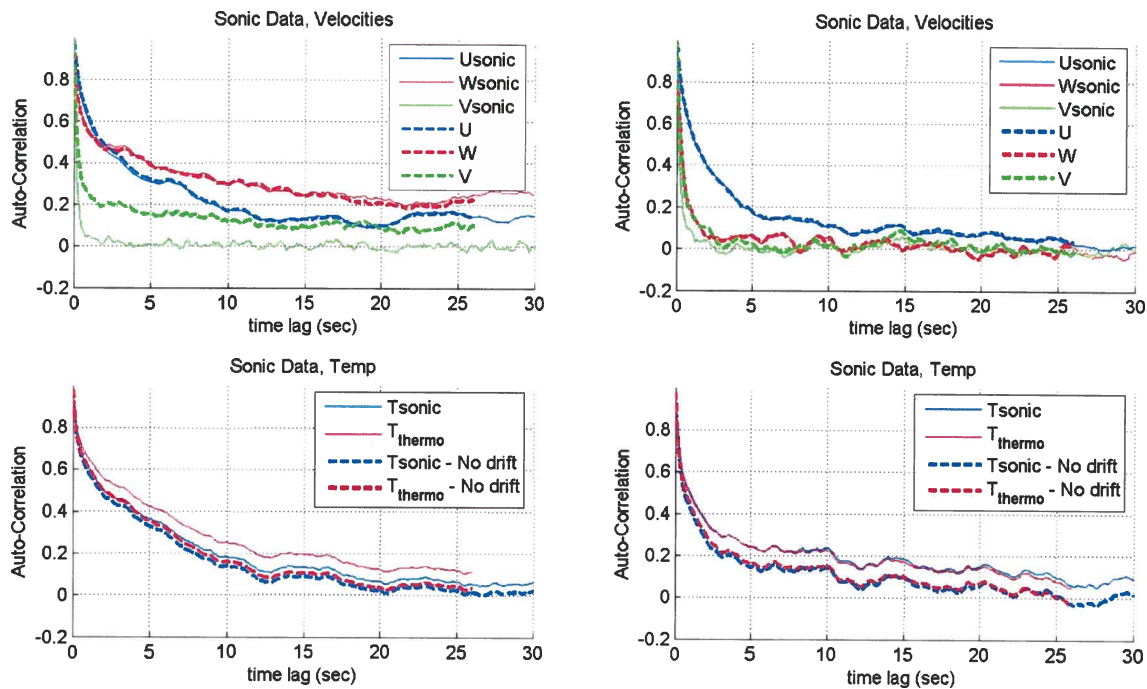 Sonic Data, Velocities
Auto-Correlation
0.8
0.6
0.4
0.2
0
-0.2
0 5 10 15 20 25 30
time lag (sec)
Usonic
Wsonic
Vsonic
U
W
V
Sonic Data, Velocities
Auto-Correlation
0.8
0.6
0.4
0.2
0
-0.2
0 5 10 15 20 25 30
time lag (sec)
Usonic
Wsonic
Vsonic
U
W
V
Sonic Data, Temp
Auto-Correlation
0.8
0.6
0.4
0.2
0
-0.2
0 5 10 15 20 25 30
time lag (sec)
Tsonic
Tthermo
Tsonic - No drift
Tthermo - No drift
Sonic Data, Temp
Auto-Correlation
0.8
0.6
0.4
0.2
0
-0.2
0 5 10 15 20 25 30
time lag (sec)
Tsonic
Tthermo
Tsonic - No drift
Tthermo - No drift